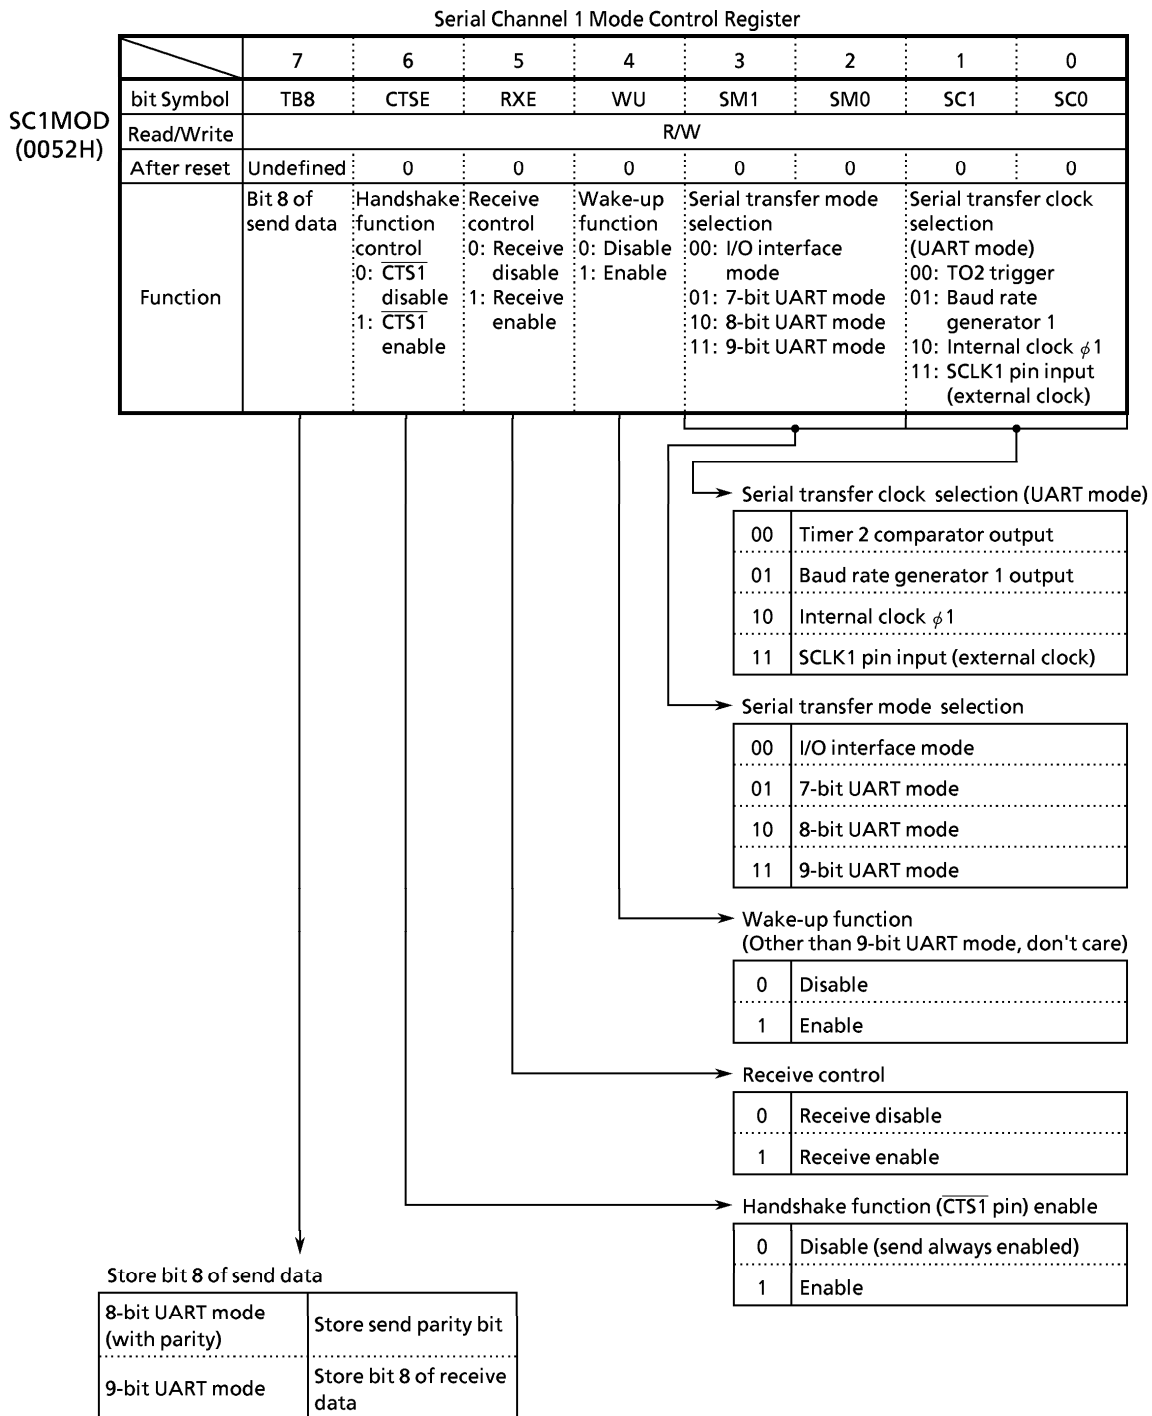 Serial Channel 1 Mode Control Register
SC1MOD
(0052H)
7 6 5 4 3 2 1 0
bit Symbol TB8 CTSE RXE WU SM1 SM0 SC1 SC0
Read/Write R/W
After reset Undefined 0 0 0 0 0 0 0
Function
Bit 8 of
send data
Handshake
function
control
0: C̅T̅S̅1̅
disable
1: C̅T̅S̅1̅
enable
Receive
control
0: Receive
disable
1: Receive
enable
Wake-up
function
0: Disable
1: Enable
Serial transfer mode
selection
00: I/O interface
mode
01: 7-bit UART mode
10: 8-bit UART mode
11: 9-bit UART mode
Serial transfer clock
selection
(UART mode)
00: TO2 trigger
01: Baud rate
generator 1
10: Internal clock ϕ1
11: SCLK1 pin input
(external clock)
Serial transfer clock selection (UART mode)
00 Timer 2 comparator output
01 Baud rate generator 1 output
10 Internal clock ϕ1
11 SCLK1 pin input (external clock)
Serial transfer mode selection
00 I/O interface mode
01 7-bit UART mode
10 8-bit UART mode
11 9-bit UART mode
Wake-up function
(Other than 9-bit UART mode, don't care)
0 Disable
1 Enable
Receive control
0 Receive disable
1 Receive enable
Handshake function (C̅T̅S̅1̅ pin) enable
0 Disable (send always enabled)
1 Enable
Store bit 8 of send data
8-bit UART mode
(with parity)
Store send parity bit
9-bit UART mode
Store bit 8 of receive
data